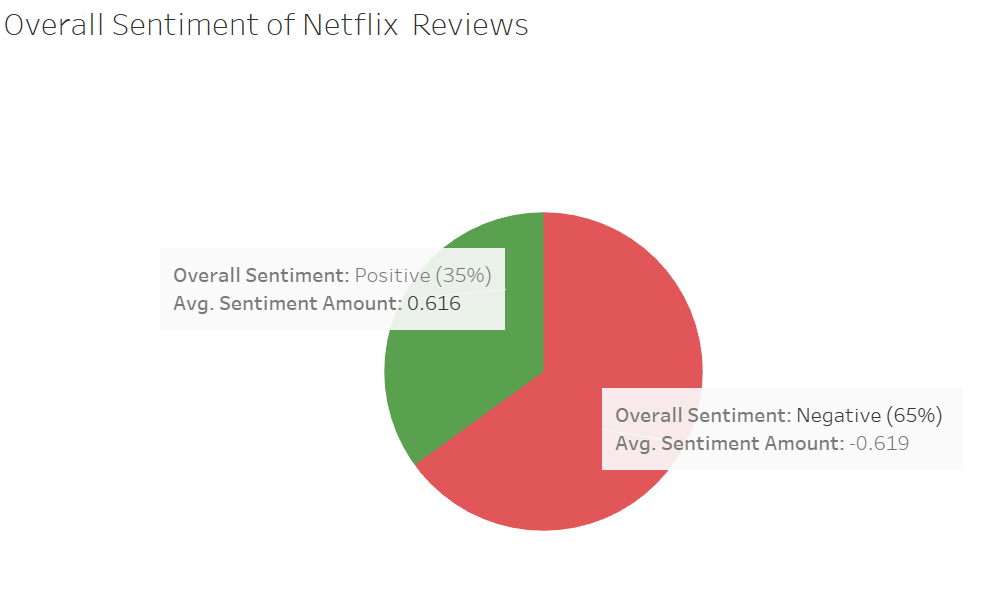 Overall Sentiment of Netflix Reviews
Overall Sentiment: Positive (35%)
Avg. Sentiment Amount: 0.616
Overall Sentiment: Negative (65%)
Avg. Sentiment Amount: -0.619